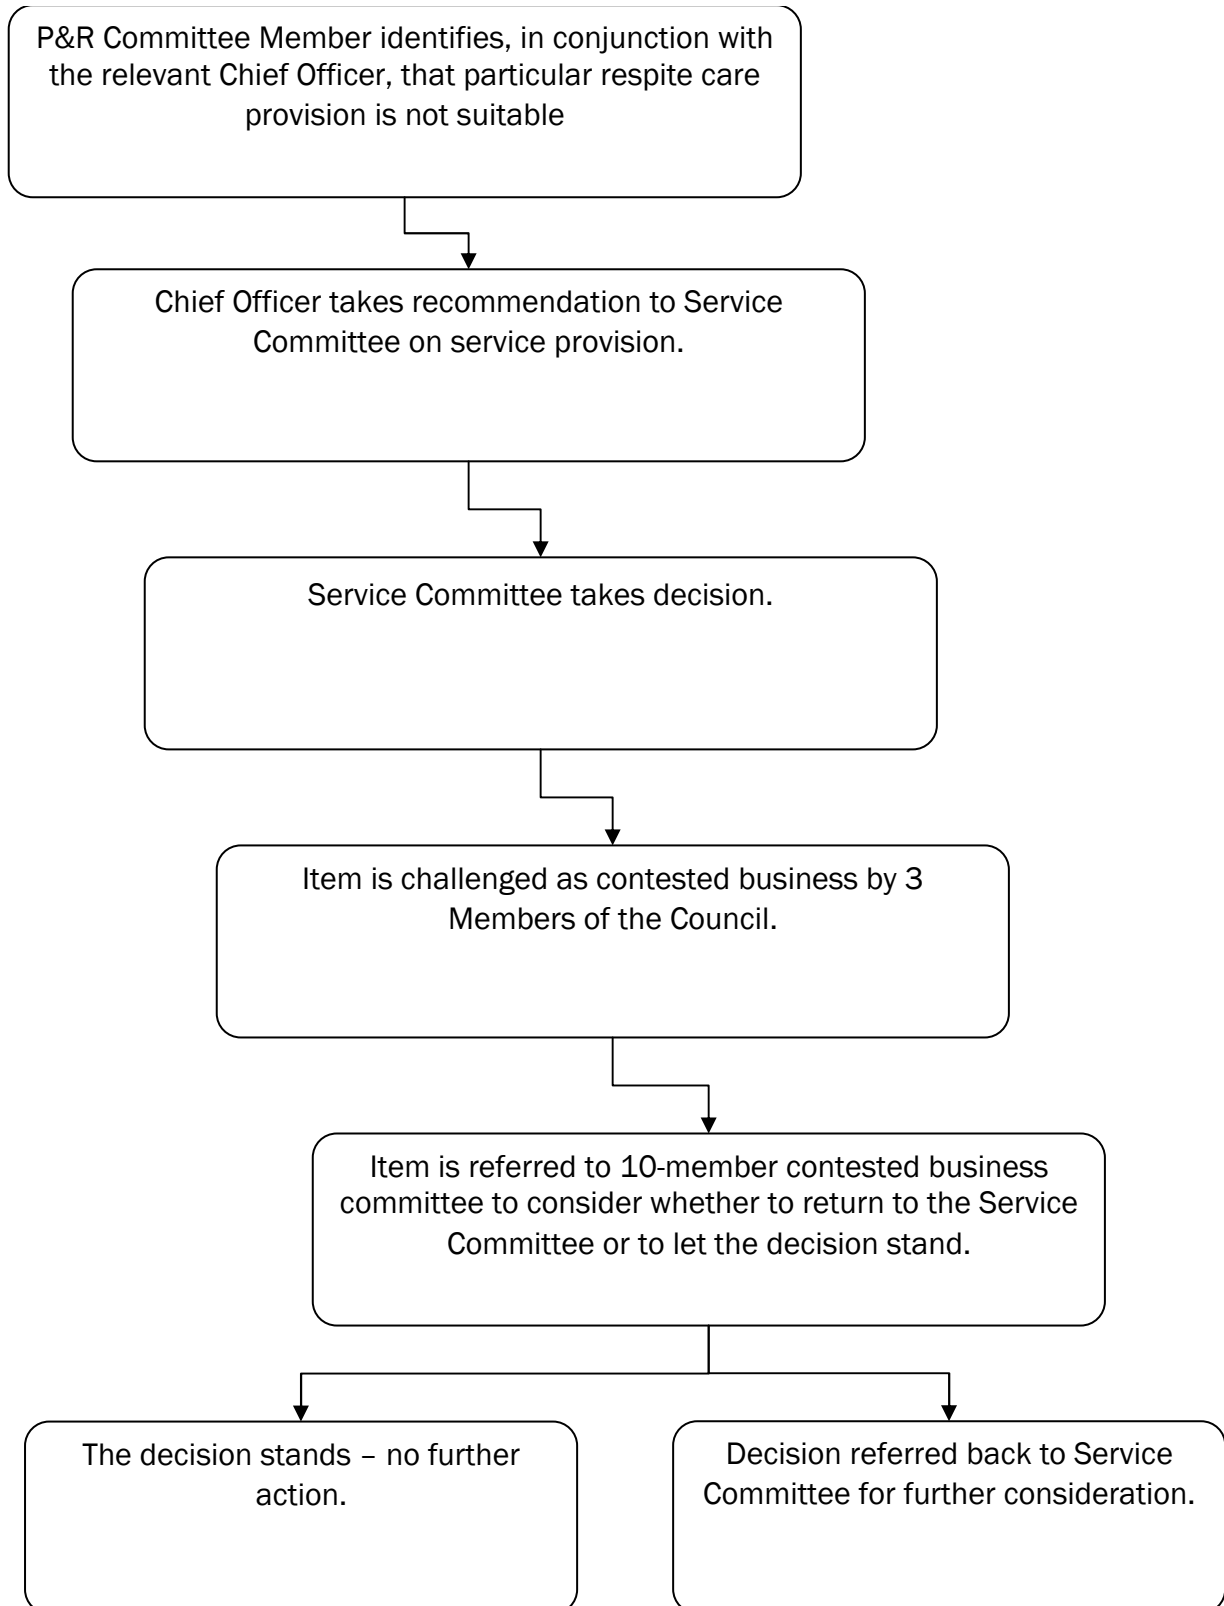 P&R Committee Member identifies, in conjunction with
the relevant Chief Officer, that particular respite care
provision is not suitable
Chief Officer takes recommendation to Service
Committee on service provision.
Service Committee takes decision.
Item is challenged as contested business by 3
Members of the Council.
Item is referred to 10-member contested business
committee to consider whether to return to the Service
Committee or to let the decision stand.
The decision stands – no further
action.
Decision referred back to Service
Committee for further consideration.